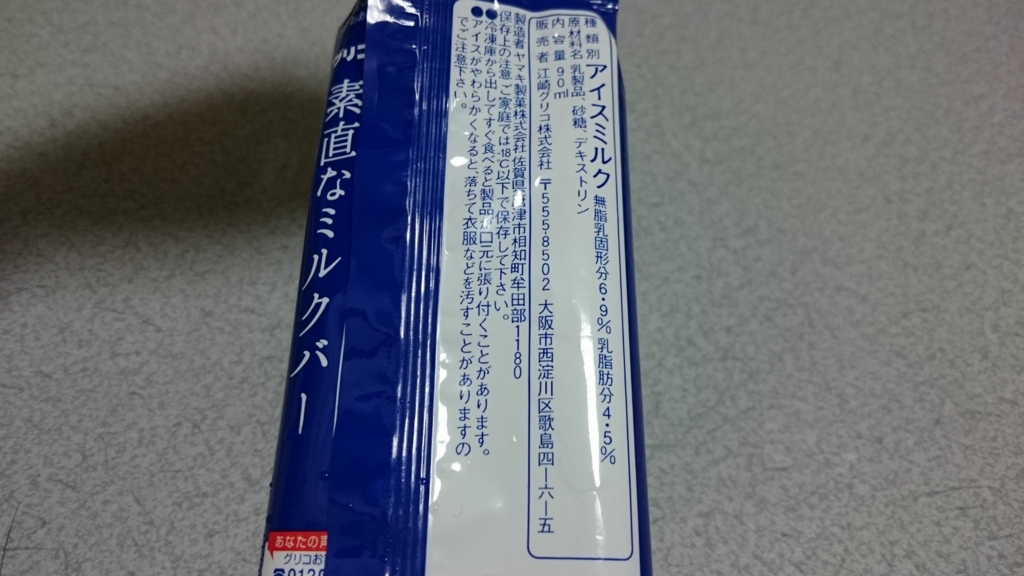 種類別 アイスミルク 無脂乳固形分6・9% 乳脂肪分4・5%
原材料名 乳製品、砂糖、デキストリン
内容量 90ml
販売者 江崎グリコ株式会社 〒5558502 大阪市西淀川区歌島四ー六ー五
製造者 ヤマキ製菓株式会社 佐賀県 津市相知町牟田部1180
保存上の注意 ご家庭では-18℃以下で保存して下さい。
●冷凍庫から出してすぐ食べると製品が口元に張り付くことがあります。
●アイスがやわらかくなると、落ちて衣服などを汚すことがありますの
でご注意下さい。
グリコ 素直なミルクバー
あなたの声
グリコお
0120